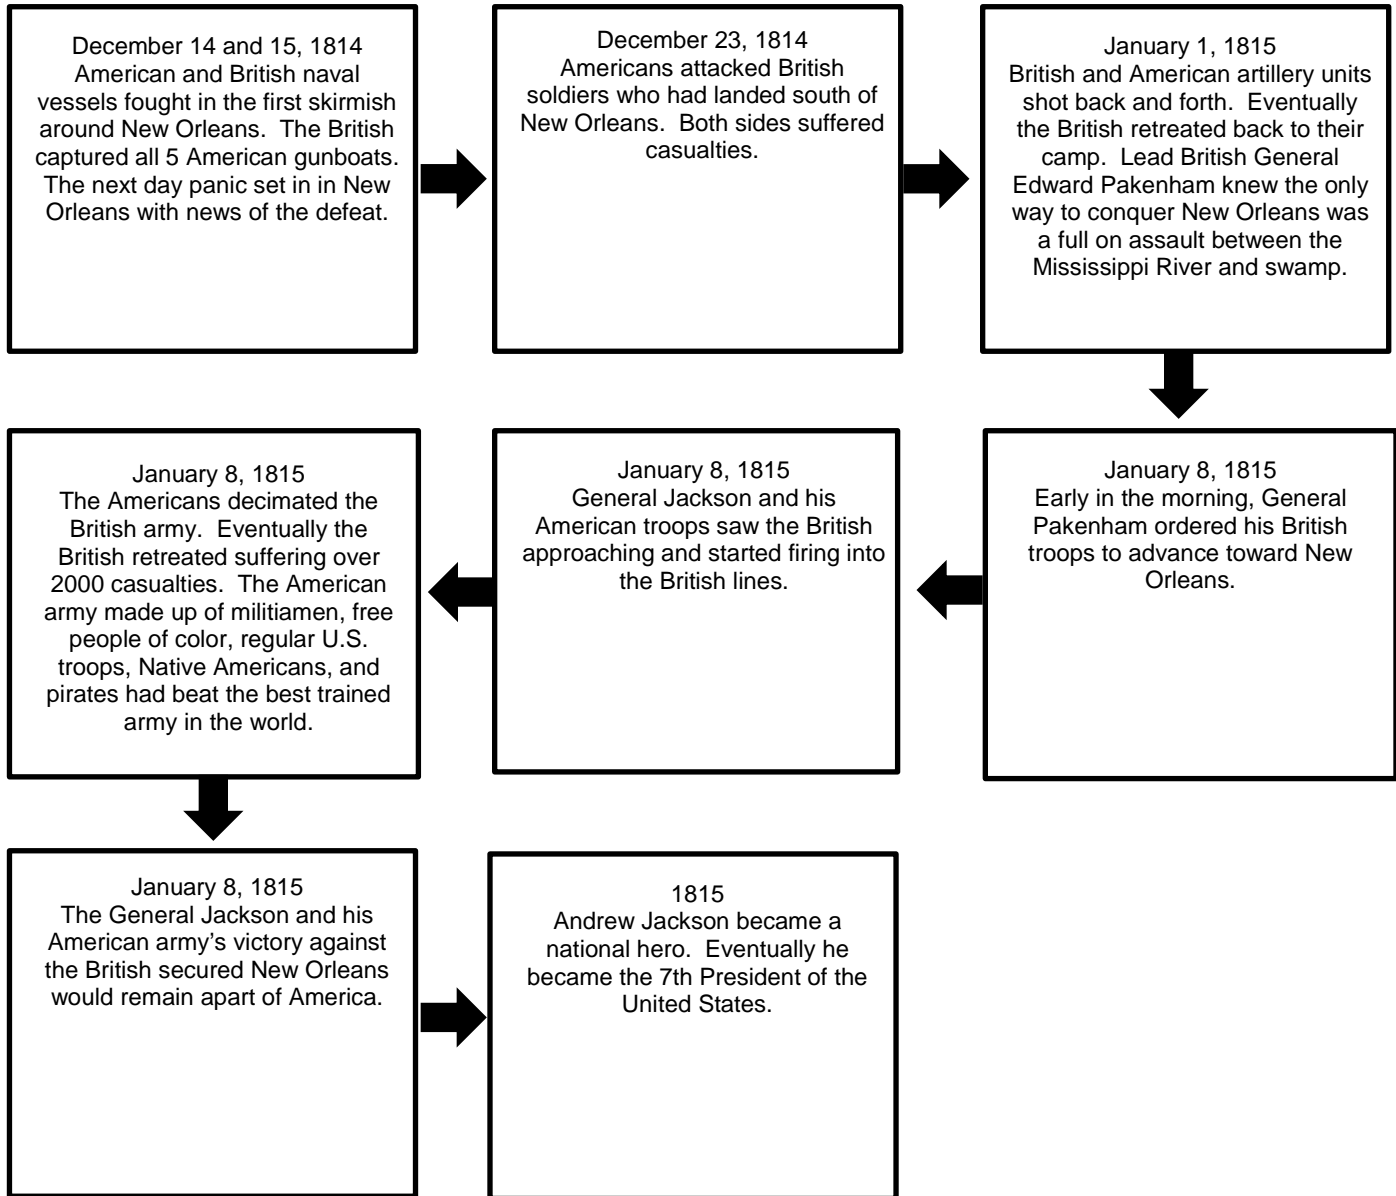 December 14 and 15, 1814
American and British naval
vessels fought in the first skirmish
around New Orleans.  The British
captured all 5 American gunboats.
The next day panic set in in New
Orleans with news of the defeat.
December 23, 1814
Americans attacked British
soldiers who had landed south of
New Orleans.  Both sides suffered
casualties.
January 1, 1815
British and American artillery units
shot back and forth.  Eventually
the British retreated back to their
camp.  Lead British General
Edward Pakenham knew the only
way to conquer New Orleans was
a full on assault between the
Mississippi River and swamp.
January 8, 1815
Early in the morning, General
Pakenham ordered his British
troops to advance toward New
Orleans.
January 8, 1815
General Jackson and his
American troops saw the British
approaching and started firing into
the British lines.
January 8, 1815
The Americans decimated the
British army.  Eventually the
British retreated suffering over
2000 casualties.  The American
army made up of militiamen, free
people of color, regular U.S.
troops, Native Americans, and
pirates had beat the best trained
army in the world.
January 8, 1815
The General Jackson and his
American army’s victory against
the British secured New Orleans
would remain apart of America.
1815
Andrew Jackson became a
national hero.  Eventually he
became the 7th President of the
United States.